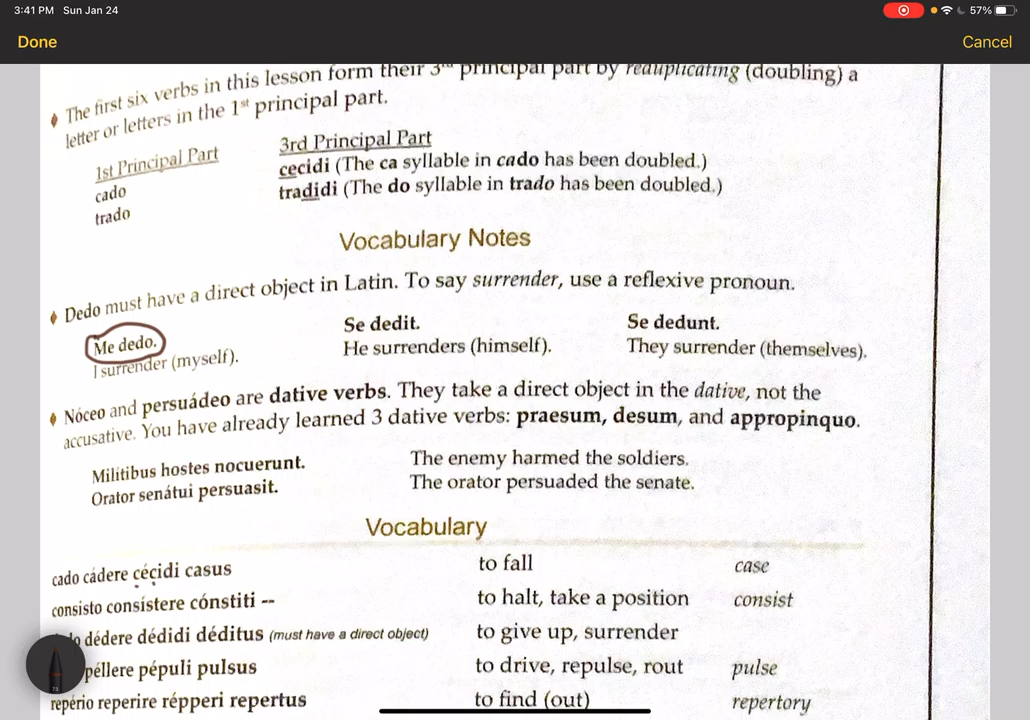 3:41 PM Sun Jan 24 57%
Done Cancel
The first six verbs in this lesson form their 3rd principal part by reduplicating (doubling) a
letter or letters in the 1st principal part.
1st Principal Part 3rd Principal Part
cado cecidi (The ca syllable in cado has been doubled.)
trado tradidi (The do syllable in trado has been doubled.)
Vocabulary Notes
Dedo must have a direct object in Latin. To say surrender, use a reflexive pronoun.
Me dedo. Se dedit. Se dedunt.
I surrender (myself). He surrenders (himself). They surrender (themselves).
Nóceo and persuádeo are dative verbs. They take a direct object in the dative, not the
accusative. You have already learned 3 dative verbs: praesum, desum, and appropinquo.
Militibus hostes nocuerunt. The enemy harmed the soldiers.
Orator senátui persuasit. The orator persuaded the senate.
Vocabulary
cado cádere cécidi casus to fall case
consisto consístere cónstiti -- to halt, take a position consist
dédere dédidi déditus (must have a direct object) to give up, surrender
péllere pépuli pulsus to drive, repulse, rout pulse
repério reperire répperi repertus to find (out) repertory